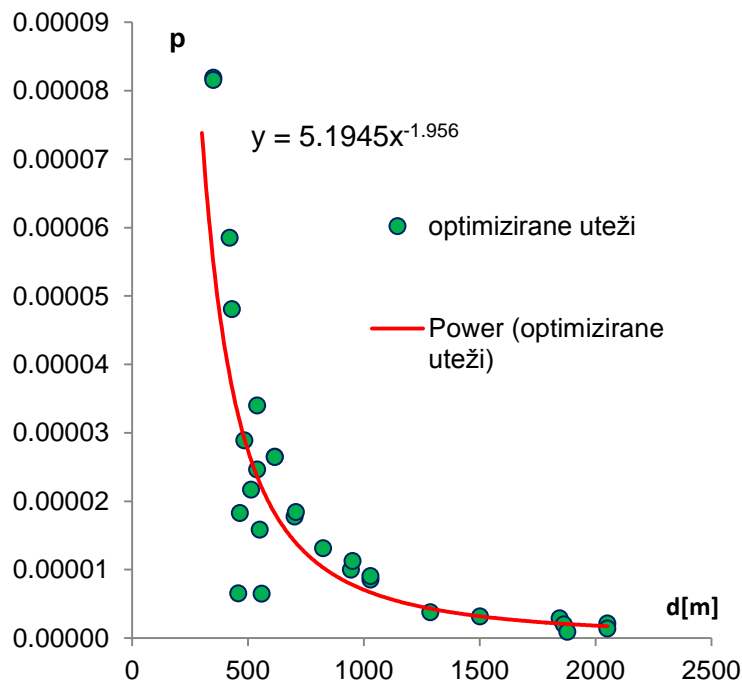 0.00009
p
0.00008
y = 5.1945x^-1.956
0.00007
0.00006
optimizirane uteži
0.00005
Power (optimizirane
uteži)
0.00004
0.00003
0.00002
0.00001
d[m]
0.00000
0 500 1000 1500 2000 2500